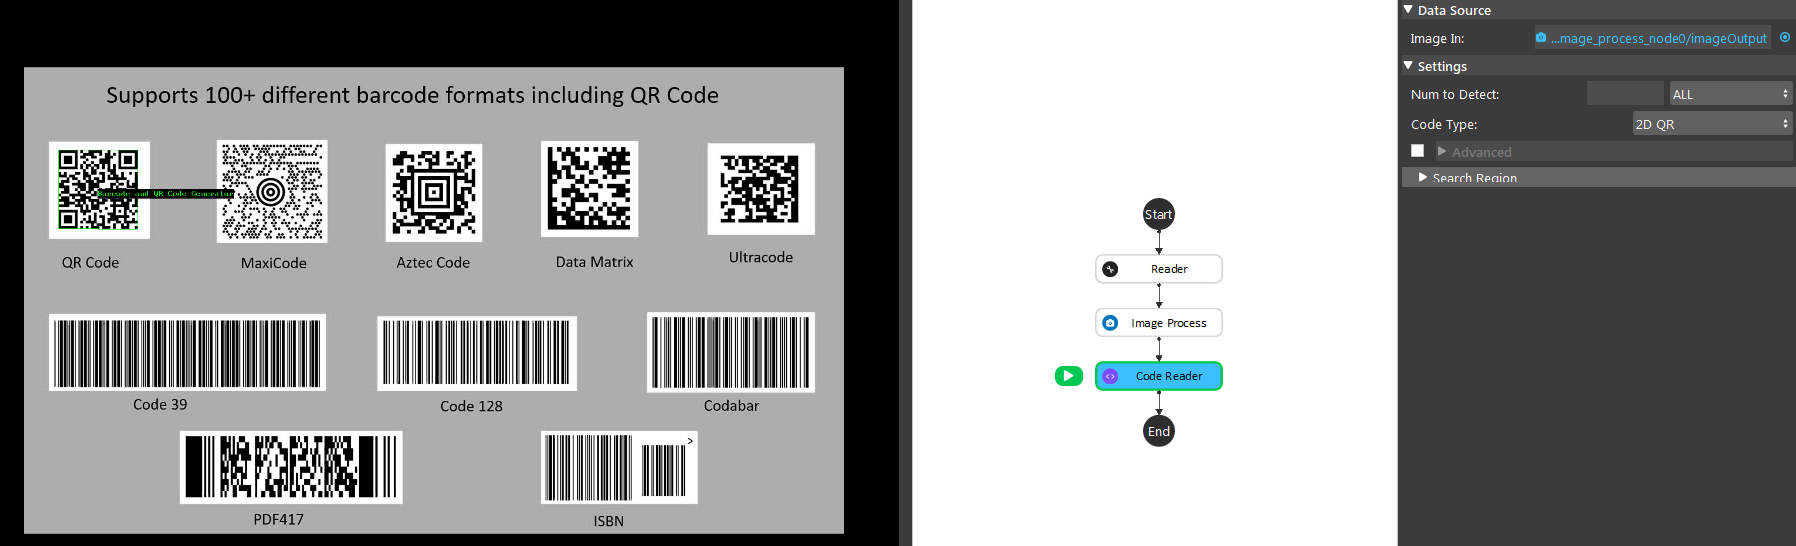 Supports 100+ different barcode formats including QR Code
Barcode and QR Code Generator
QR Code
MaxiCode
Aztec Code
Data Matrix
Ultracode
Code 39
Code 128
Codabar
>
PDF417
ISBN
Start
Reader
Image Process
Code Reader
End
Data Source
Image In: ...mage_process_node0/imageOutput
Settings
Num to Detect: ALL
Code Type: 2D QR
Advanced
Search Region